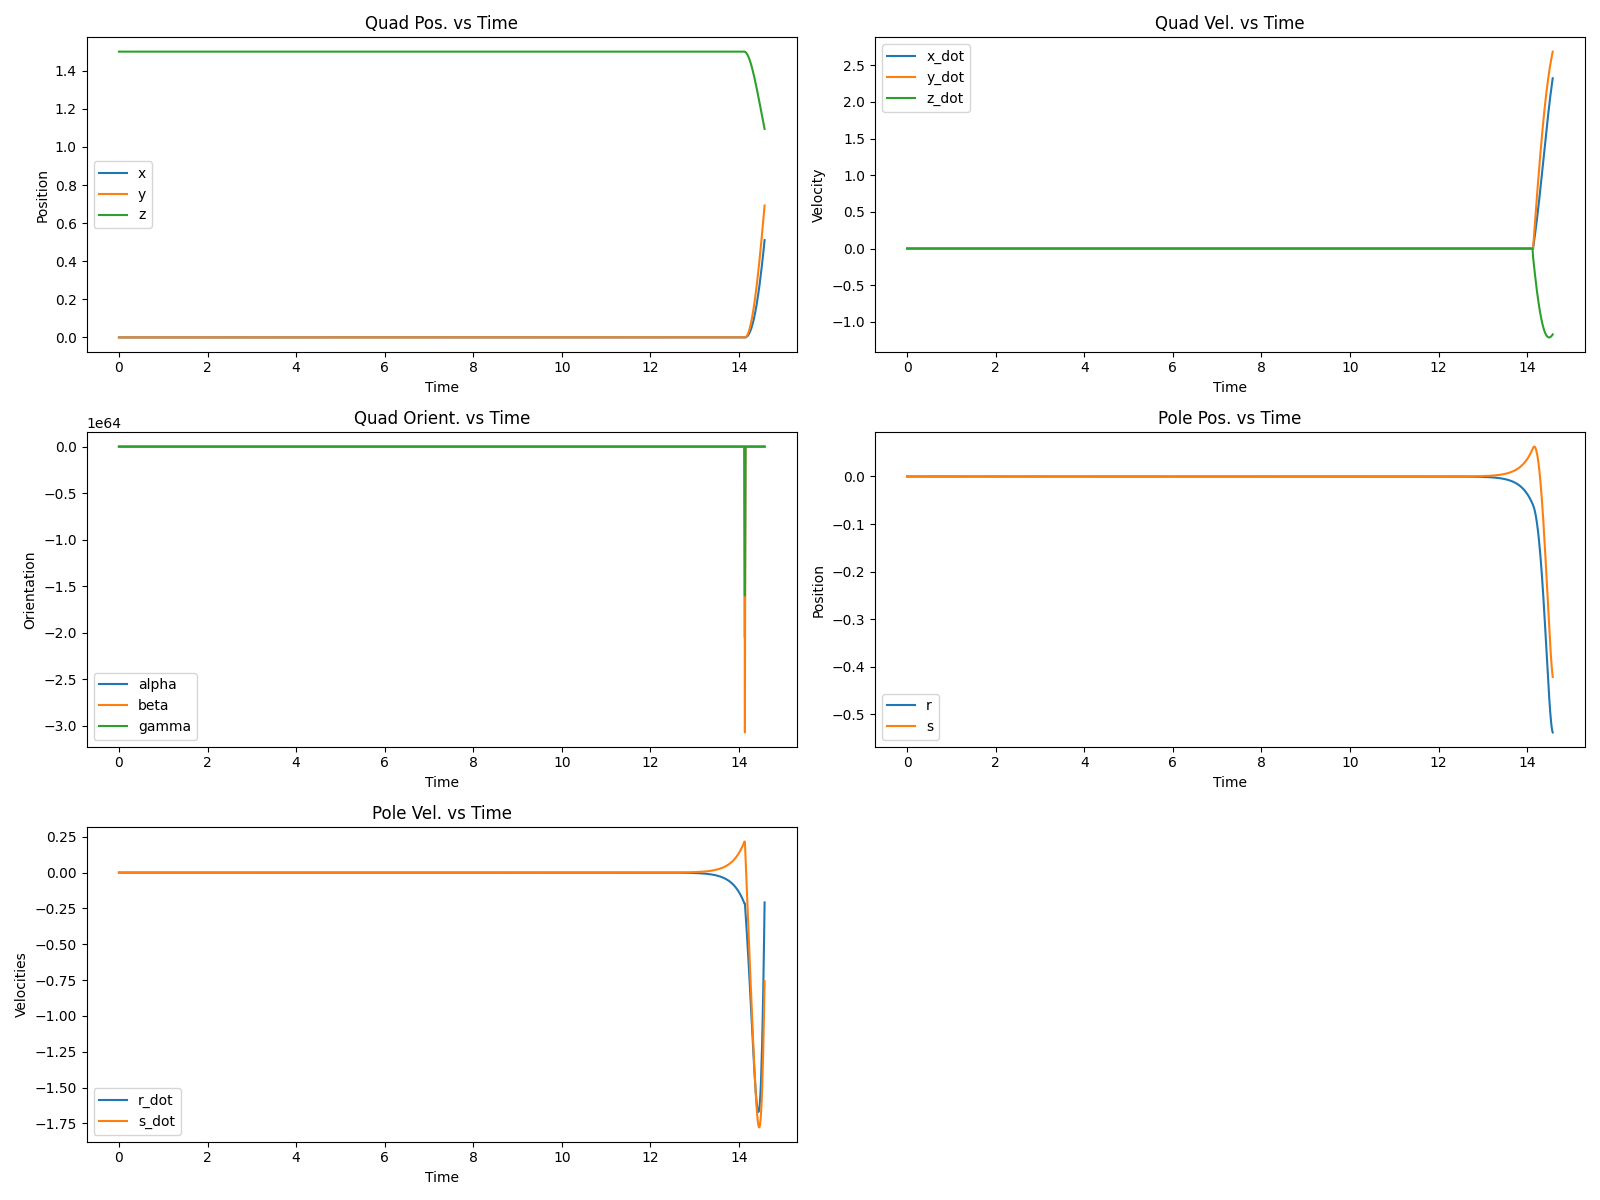 Quad Pos. vs Time
1.4
1.2
1.0
0.8
0.6
0.4
0.2
0.0
Position
x
y
z
0 2 4 6 8 10 12 14
Time
Quad Vel. vs Time
2.5
2.0
1.5
1.0
0.5
0.0
−0.5
−1.0
Velocity
x_dot
y_dot
z_dot
0 2 4 6 8 10 12 14
Time
Quad Orient. vs Time
1e64
0.0
−0.5
−1.0
−1.5
−2.0
−2.5
−3.0
Orientation
alpha
beta
gamma
0 2 4 6 8 10 12 14
Time
Pole Pos. vs Time
0.0
−0.1
−0.2
−0.3
−0.4
−0.5
Position
r
s
0 2 4 6 8 10 12 14
Time
Pole Vel. vs Time
0.25
0.00
−0.25
−0.50
−0.75
−1.00
−1.25
−1.50
−1.75
Velocities
r_dot
s_dot
0 2 4 6 8 10 12 14
Time